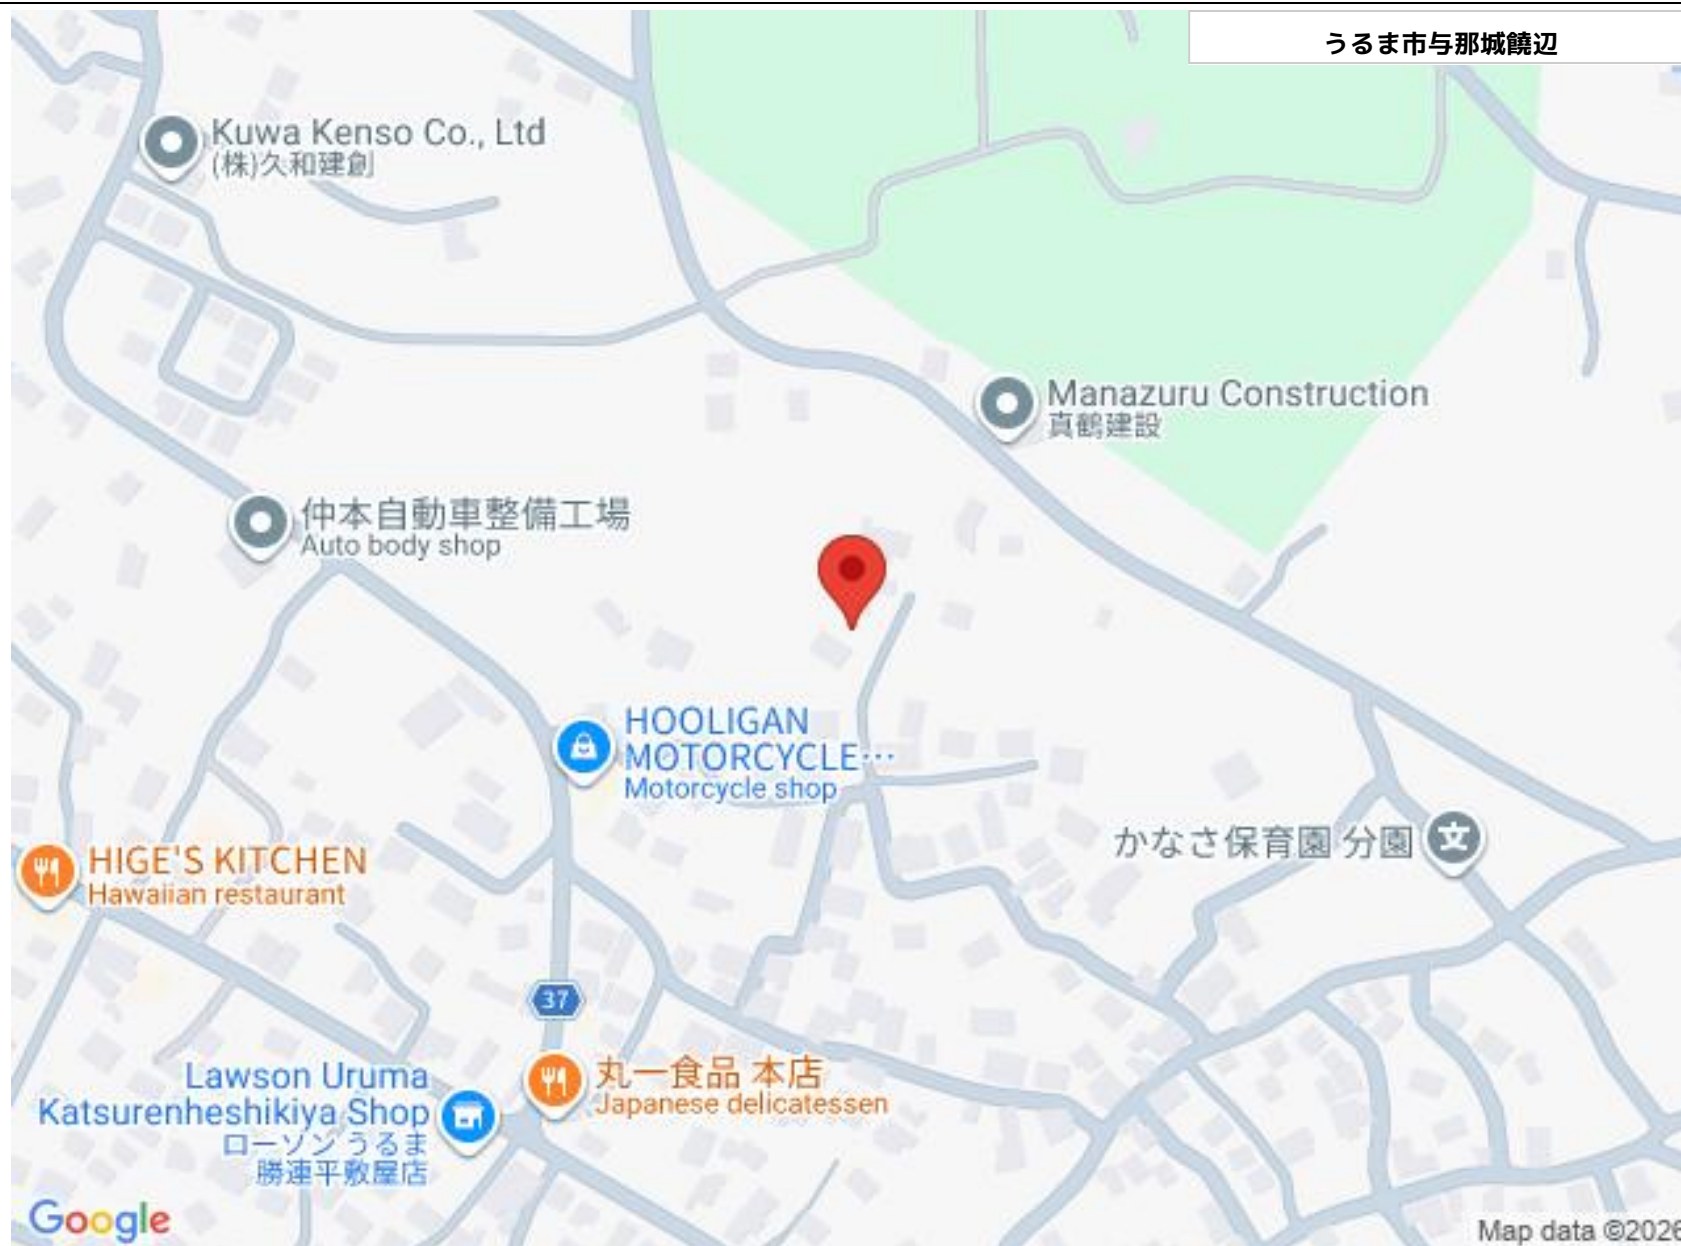 うるま市与那城饒辺
Kuwa Kenso Co., Ltd
(株)久和建創
Manazuru Construction
真鶴建設
仲本自動車整備工場
Auto body shop
HOOLIGAN
MOTORCYCLE…
Motorcycle shop
かなさ保育園 分園
HIGE'S KITCHEN
Hawaiian restaurant
37
丸一食品 本店
Japanese delicatessen
Lawson Uruma
Katsurenheshikiya Shop
ローソン うるま
勝連平敷屋店
Google
Map data ©2026